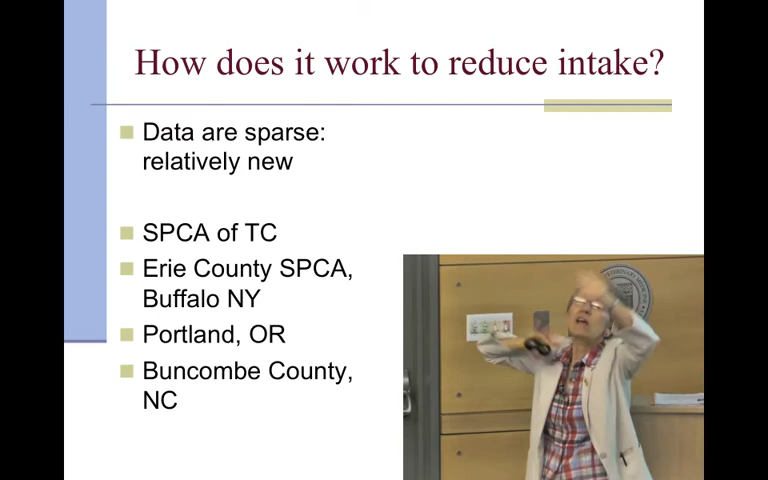 How does it work to reduce intake?
Data are sparse:
relatively new
SPCA of TC
Erie County SPCA,
Buffalo NY
Portland, OR
Buncombe County,
NC